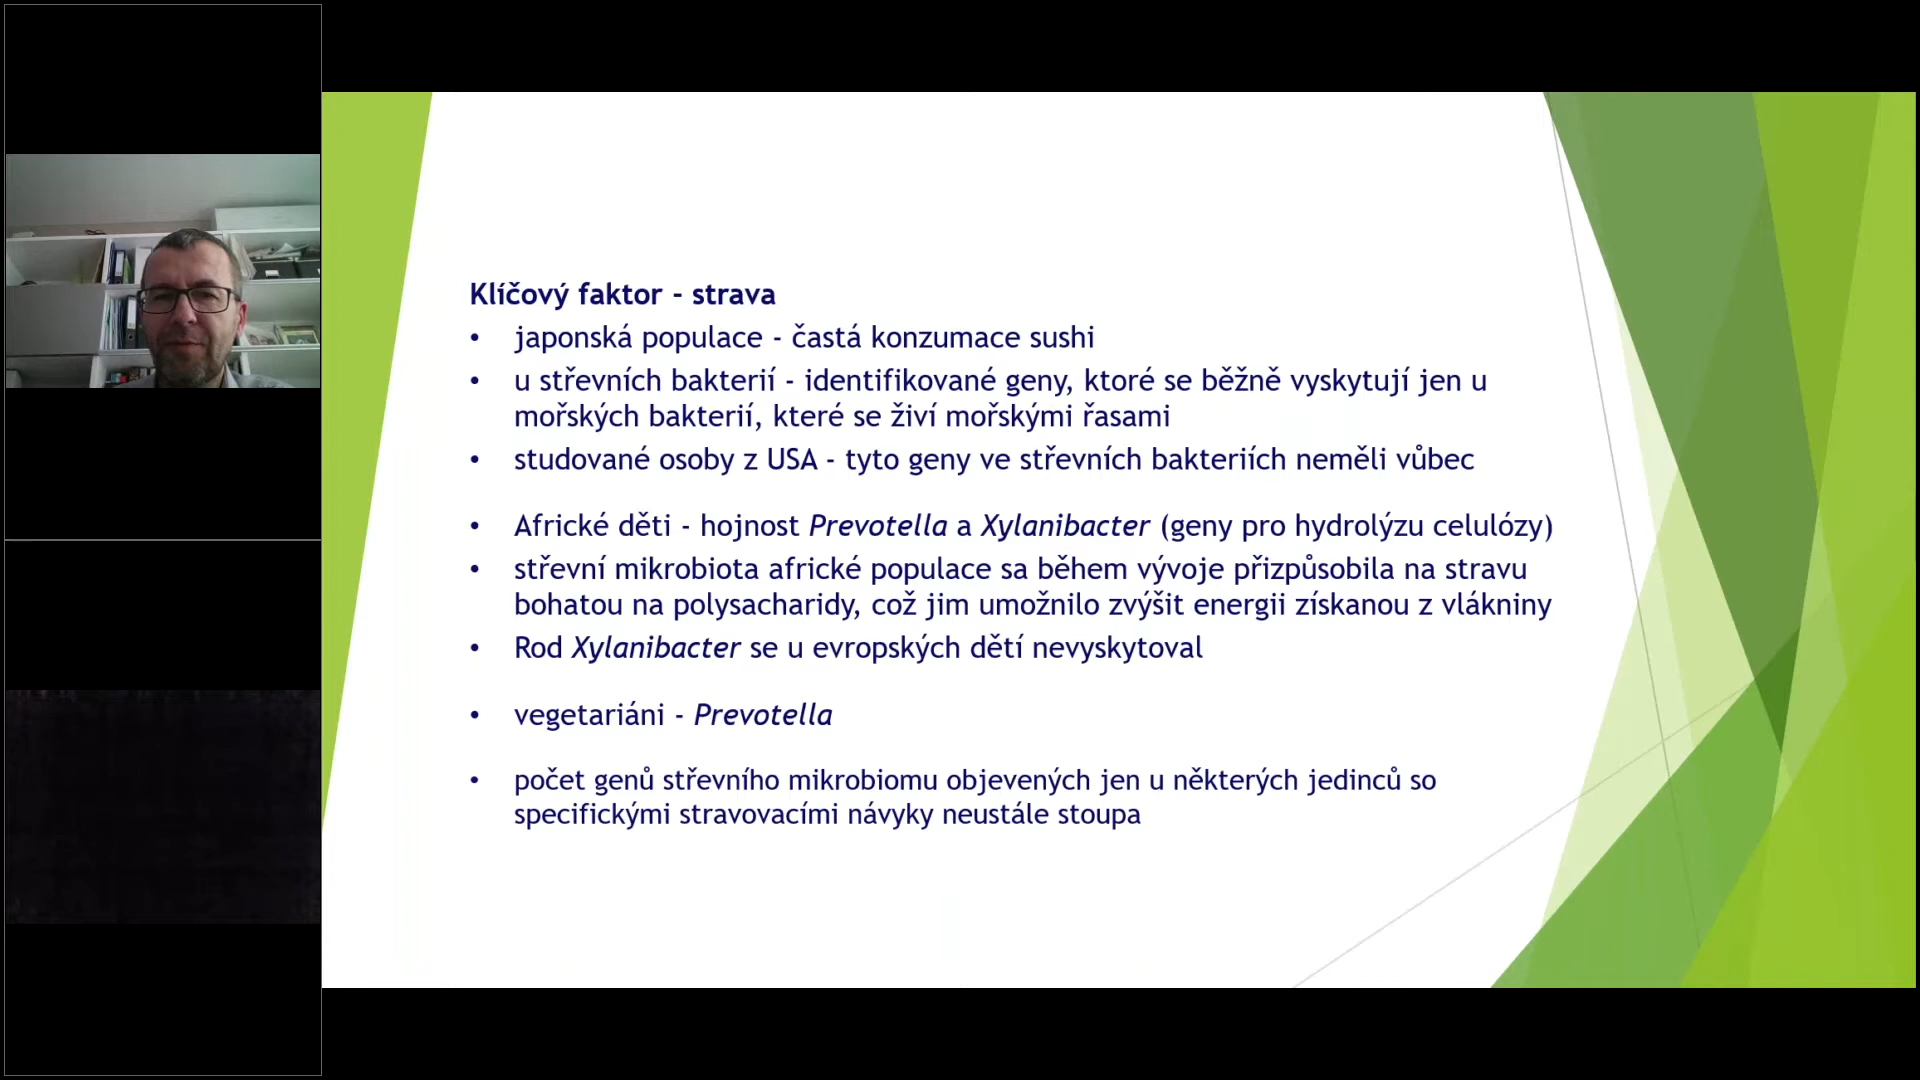 Klíčový faktor - strava
• japonská populace - častá konzumace sushi
• u střevních bakterií - identifikované geny, ktoré se běžně vyskytují jen u
mořských bakterií, které se živí mořskými řasami
• studované osoby z USA - tyto geny ve střevních bakteriích neměli vůbec
• Africké děti - hojnost Prevotella a Xylanibacter (geny pro hydrolýzu celulózy)
• střevní mikrobiota africké populace sa během vývoje přizpůsobila na stravu
bohatou na polysacharidy, což jim umožnilo zvýšit energii získanou z vlákniny
• Rod Xylanibacter se u evropských dětí nevyskytoval
• vegetariáni - Prevotella
• počet genů střevního mikrobiomu objevených jen u některých jedinců so
specifickými stravovacími návyky neustále stoupa